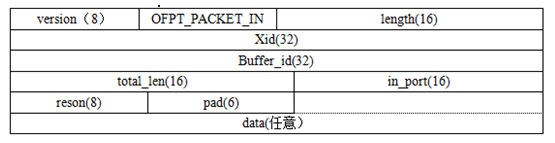 version（8） OFPT_PACKET_IN length(16)
Xid(32)
Buffer_id(32)
total_len(16) in_port(16)
reson(8) pad(6)
data(任意）